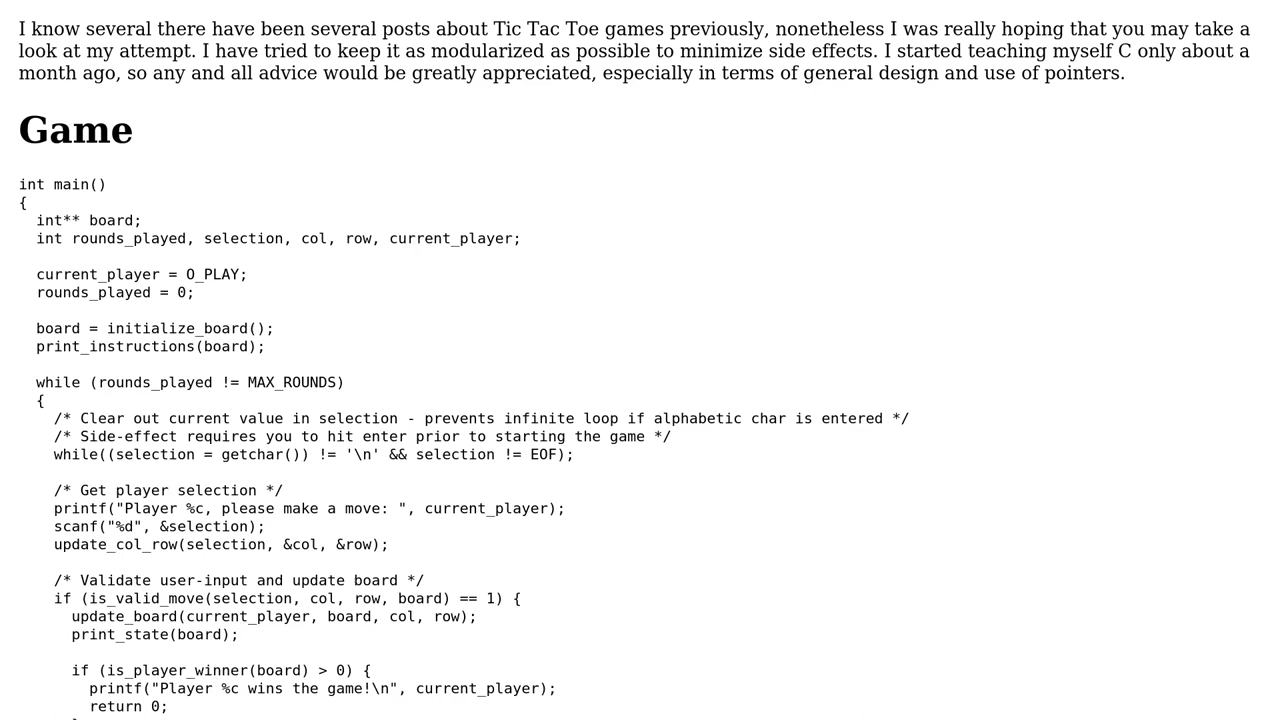 I know several there have been several posts about Tic Tac Toe games previously, nonetheless I was really hoping that you may take a
look at my attempt. I have tried to keep it as modularized as possible to minimize side effects. I started teaching myself C only about a
month ago, so any and all advice would be greatly appreciated, especially in terms of general design and use of pointers.
Game
int main()
{
  int** board;
  int rounds_played, selection, col, row, current_player;

  current_player = O_PLAY;
  rounds_played = 0;

  board = initialize_board();
  print_instructions(board);

  while (rounds_played != MAX_ROUNDS)
  {
    /* Clear out current value in selection - prevents infinite loop if alphabetic char is entered */
    /* Side-effect requires you to hit enter prior to starting the game */
    while((selection = getchar()) != '\n' && selection != EOF);

    /* Get player selection */
    printf("Player %c, please make a move: ", current_player);
    scanf("%d", &selection);
    update_col_row(selection, &col, &row);

    /* Validate user-input and update board */
    if (is_valid_move(selection, col, row, board) == 1) {
      update_board(current_player, board, col, row);
      print_state(board);

      if (is_player_winner(board) > 0) {
        printf("Player %c wins the game!\n", current_player);
        return 0;